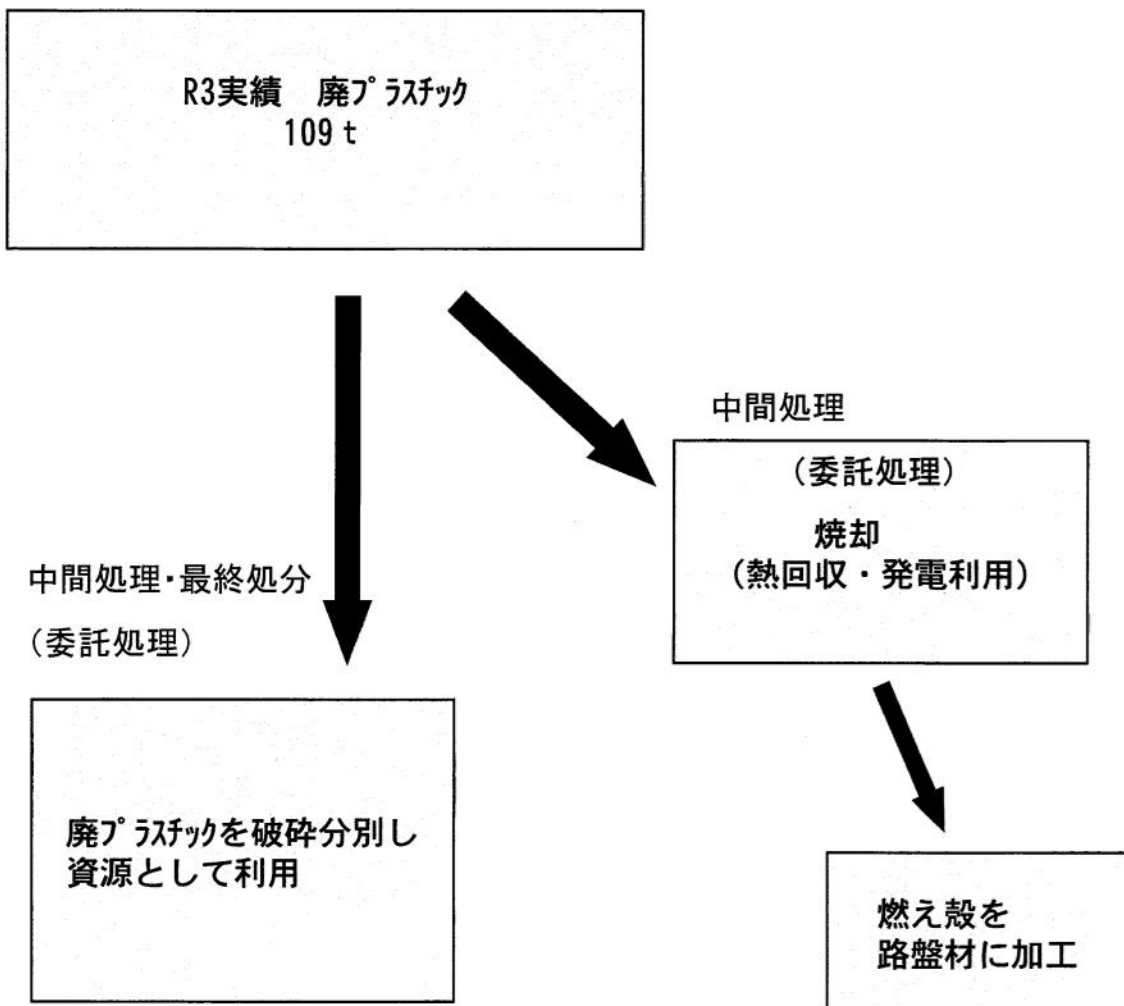 R3実績　廃ﾌﾟﾗｽﾁｯｸ
109ｔ
中間処理
（委託処理）
焼却
（熱回収・発電利用）
中間処理・最終処分
（委託処理）
廃ﾌﾟﾗｽﾁｯｸを破砕分別し
資源として利用
燃え殻を
路盤材に加工